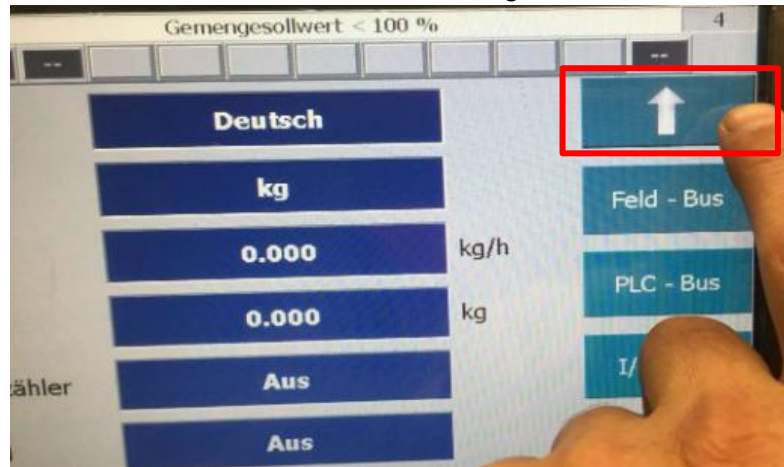 Gemengesollwert < 100 % 4
-- --
Deutsch
kg Feld - Bus
0.000 kg/h
PLC - Bus
0.000 kg
I/
ähler Aus
Aus